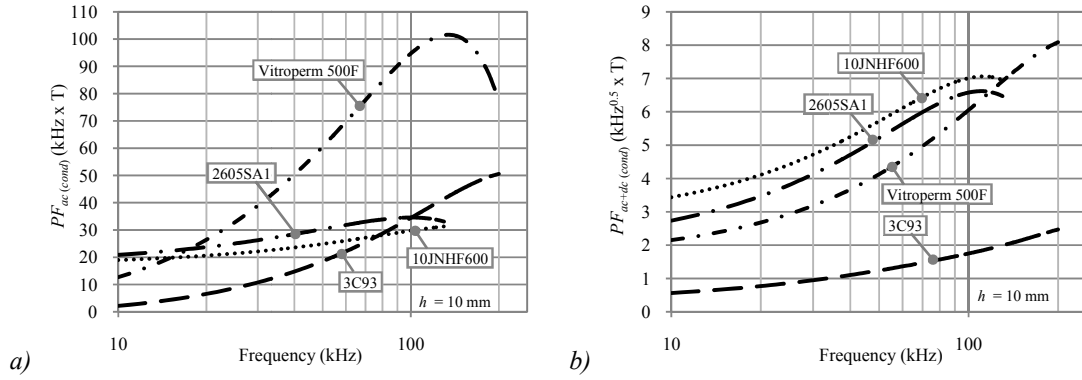 PFac (cond) (kHz x T)
120
110
100
90
80
70
60
50
40
30
20
10
0
Vitroperm 500F
2605SA1
3C93
10JNHF600
h = 10 mm
10
100
Frequency (kHz)
a)
PFac+dc (cond) (kHz0.5 x T)
9
8
7
6
5
4
3
2
1
0
10JNHF600
2605SA1
Vitroperm 500F
3C93
h = 10 mm
10
100
Frequency (kHz)
b)